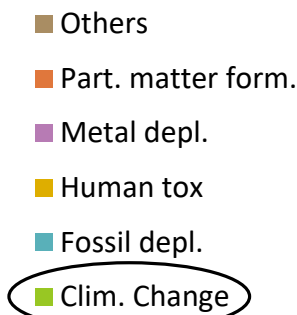 Others
Part. matter form.
Metal depl.
Human tox
Fossil depl.
Clim. Change